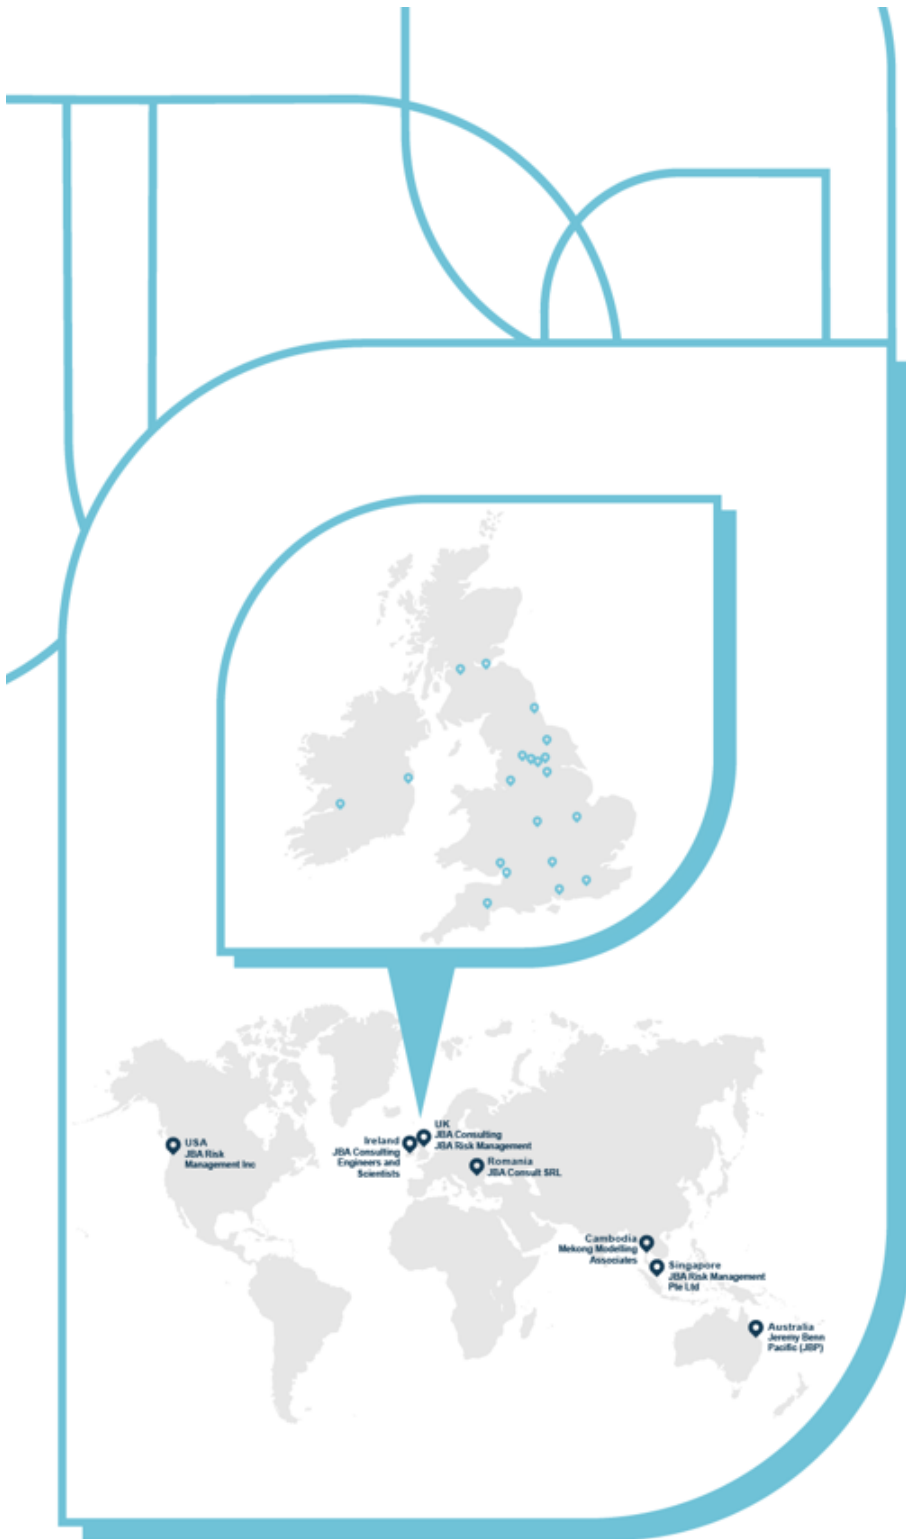 UK
JBA Consulting
JBA Risk Management
USA
JBA Risk
Management Inc
Ireland
JBA Consulting
Engineers and
Scientists
Romania
JBA Consult SRL
Cambodia
Mekong Modelling
Associates
Singapore
JBA Risk Management
Pte Ltd
Australia
Jeremy Benn
Pacific (JBP)